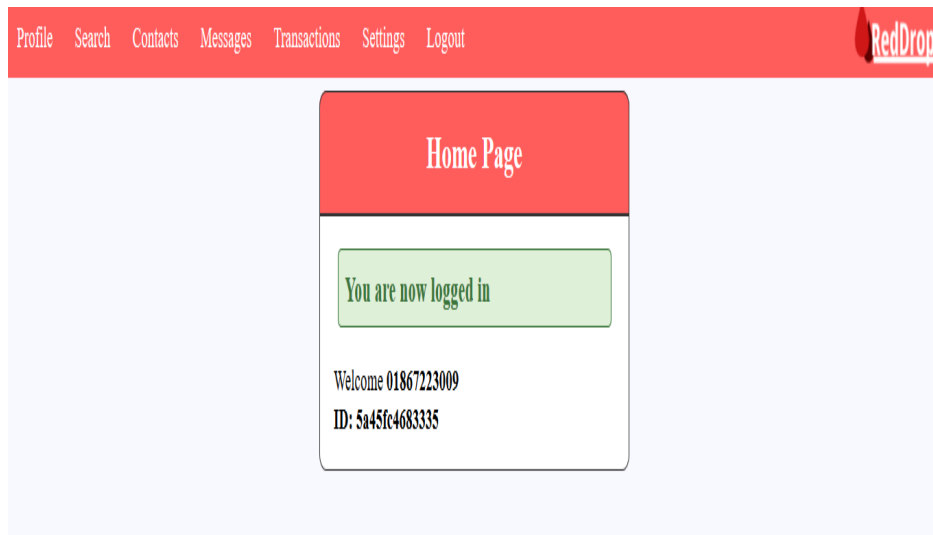 Profile Search Contacts Messages Transactions Settings Logout RedDrop
Home Page
You are now logged in
Welcome 01867223009
ID: 5a45fc4683335